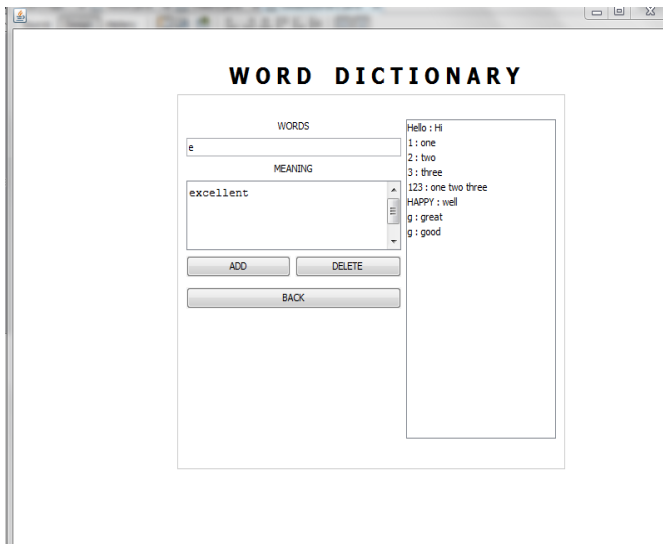 WORD DICTIONARY
WORDS
e
MEANING
excellent
ADD
DELETE
BACK
Hello : Hi
1 : one
2 : two
3 : three
123 : one two three
HAPPY : well
g : great
g : good